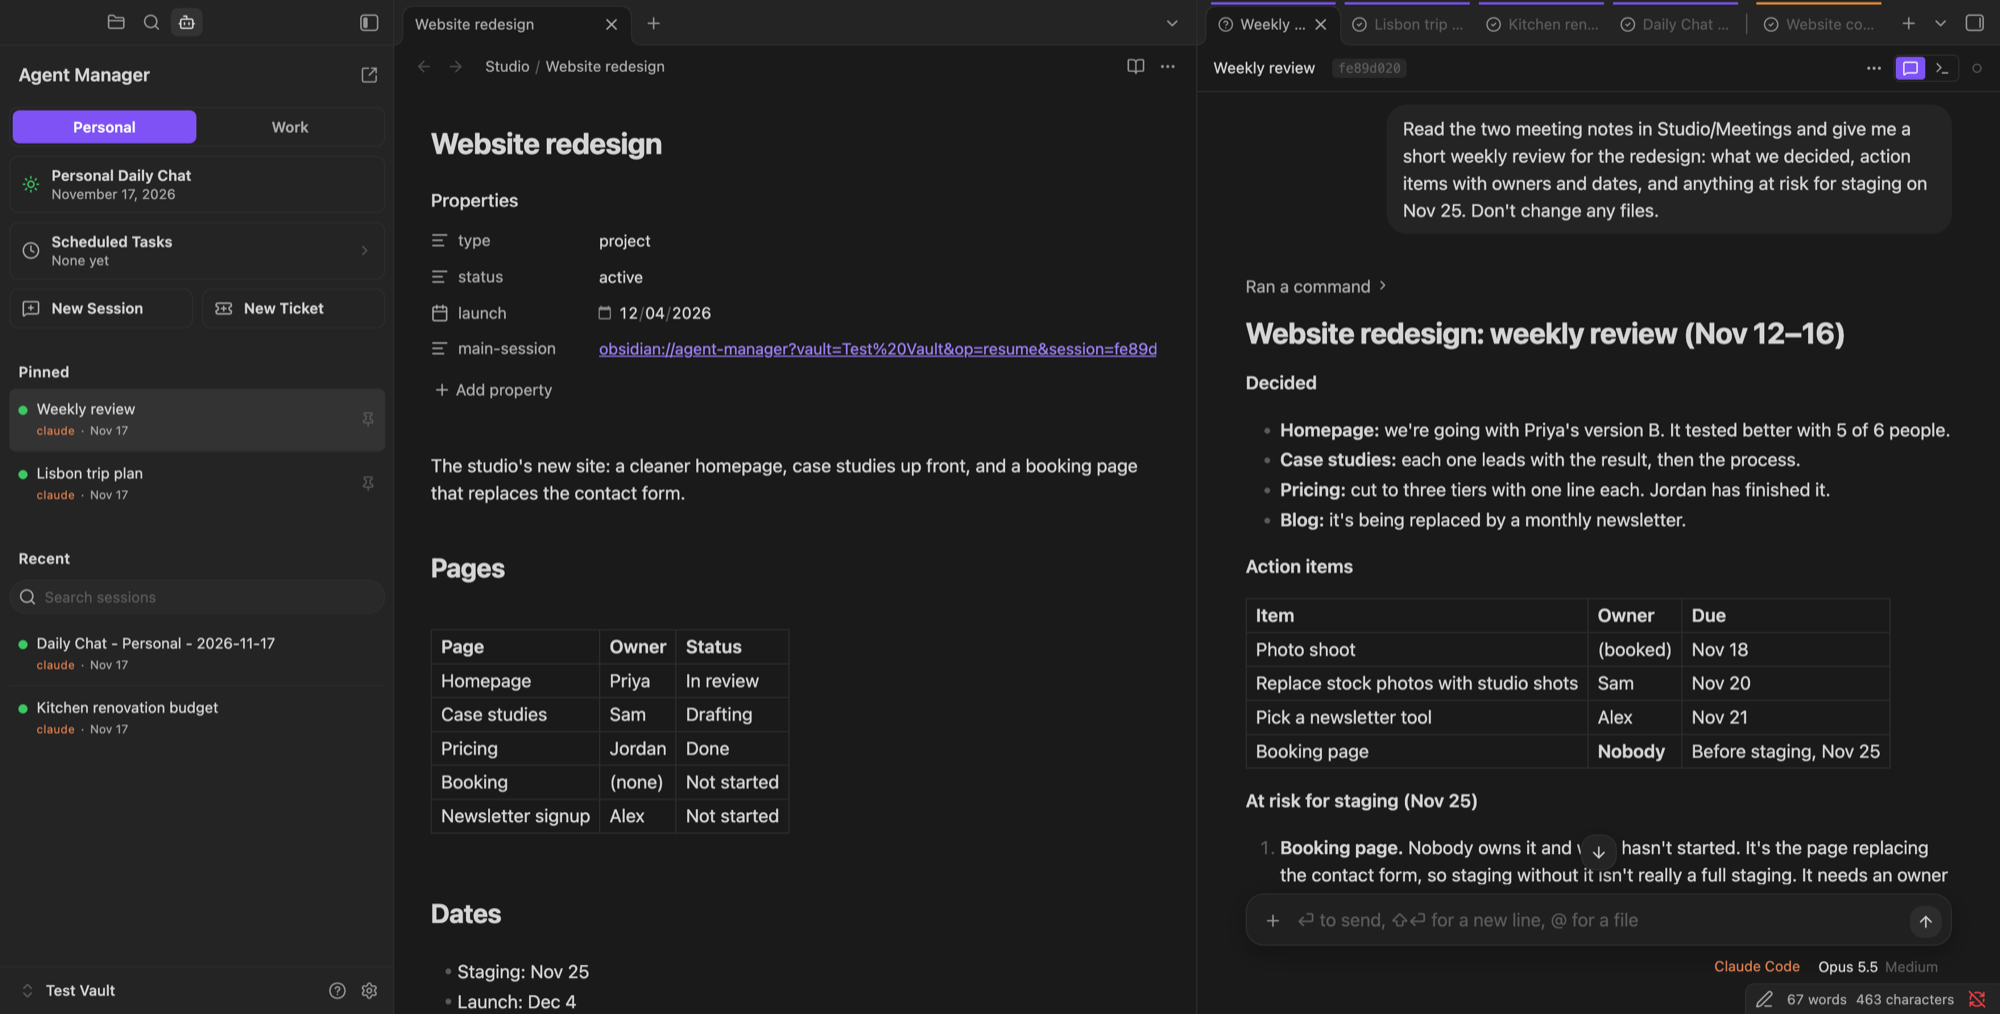 Agent Manager
Personal
Work
Personal Daily Chat
November 17, 2026
Scheduled Tasks
None yet
New Session
New Ticket
Pinned
Weekly review
claude · Nov 17
Lisbon trip plan
claude · Nov 17
Recent
Search sessions
Daily Chat - Personal - 2026-11-17
claude · Nov 17
Kitchen renovation budget
claude · Nov 17
Test Vault
Website redesign
Studio / Website redesign
Website redesign
Properties
type project
status active
launch 12/04/2026
main-session obsidian://agent-manager?vault=Test%20Vault&op=resume&session=fe89d
Add property
The studio's new site: a cleaner homepage, case studies up front, and a booking page
that replaces the contact form.
Pages
Page Owner Status
Homepage Priya In review
Case studies Sam Drafting
Pricing Jordan Done
Booking (none) Not started
Newsletter signup Alex Not started
Dates
• Staging: Nov 25
• Launch: Dec 4
Weekly ... Lisbon trip ... Kitchen ren... Daily Chat ... Website co...
Weekly review fe89d020
Read the two meeting notes in Studio/Meetings and give me a
short weekly review for the redesign: what we decided, action
items with owners and dates, and anything at risk for staging on
Nov 25. Don't change any files.
Ran a command
Website redesign: weekly review (Nov 12–16)
Decided
• Homepage: we're going with Priya's version B. It tested better with 5 of 6 people.
• Case studies: each one leads with the result, then the process.
• Pricing: cut to three tiers with one line each. Jordan has finished it.
• Blog: it's being replaced by a monthly newsletter.
Action items
Item Owner Due
Photo shoot (booked) Nov 18
Replace stock photos with studio shots Sam Nov 20
Pick a newsletter tool Alex Nov 21
Booking page Nobody Before staging, Nov 25
At risk for staging (Nov 25)
1. Booking page. Nobody owns it and hasn't started. It's the page replacing
the contact form, so staging without it isn't really a full staging. It needs an owner
⏎ to send, ⇧⏎ for a new line, @ for a file
Claude Code Opus 5.5 Medium
67 words 463 characters